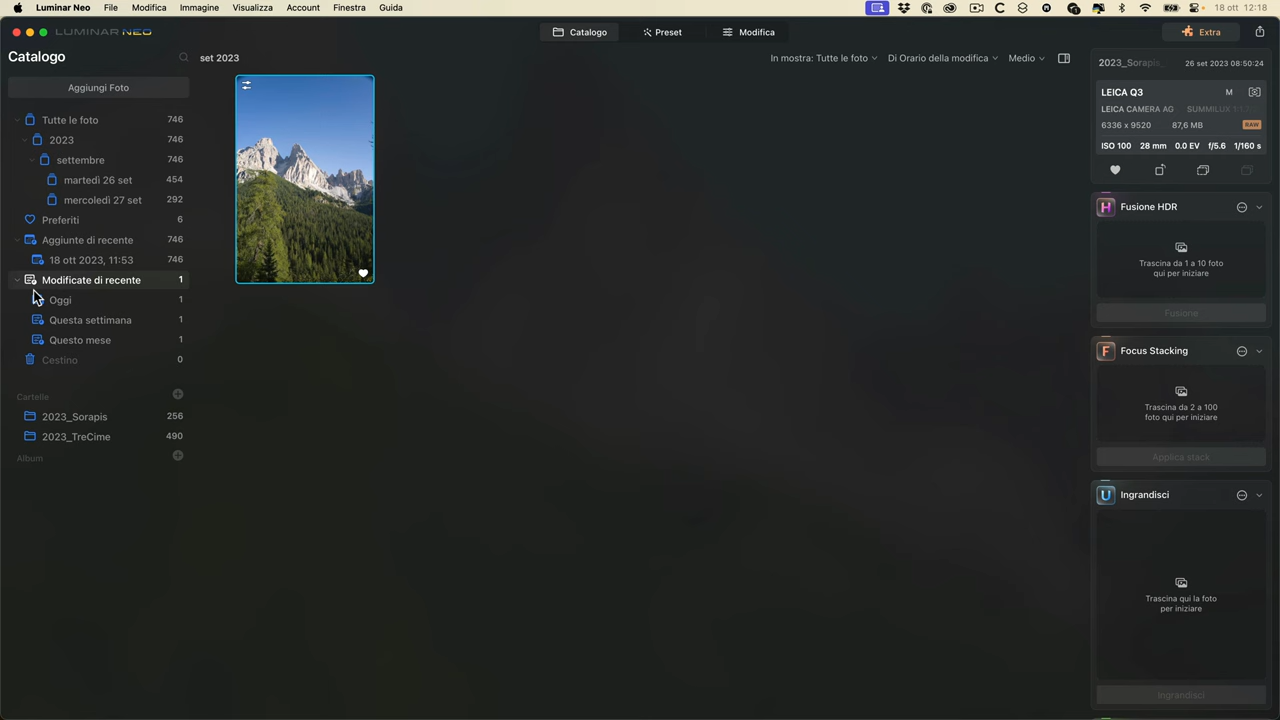 Luminar Neo File Modifica Immagine Visualizza Account Finestra Guida 18 ott 12:18
LUMINAR NEO Catalogo Preset Modifica Extra
Catalogo
set 2023 In mostra: Tutte le foto Di Orario della modifica Medio
Aggiungi Foto
Tutte le foto 746
2023 746
settembre 746
martedì 26 set 454
mercoledì 27 set 292
Preferiti 6
Aggiunte di recente 746
18 ott 2023, 11:53 746
Modificate di recente 1
Oggi 1
Questa settimana 1
Questo mese 1
Cestino 0
Cartelle
2023_Sorapis 256
2023_TreCime 490
Album
2023_Sorapis 26 set 2023 08:50:24
LEICA Q3 M
LEICA CAMERA AG SUMMILUX
6336 x 9520 87,6 MB RAW
ISO 100 28 mm 0.0 EV f/5.6 1/160 s
H Fusione HDR
Trascina da 1 a 10 foto
qui per iniziare
Fusione
F Focus Stacking
Trascina da 2 a 100
foto qui per iniziare
Applica stack
U Ingrandisci
Trascina qui la foto
per iniziare
Ingrandisci